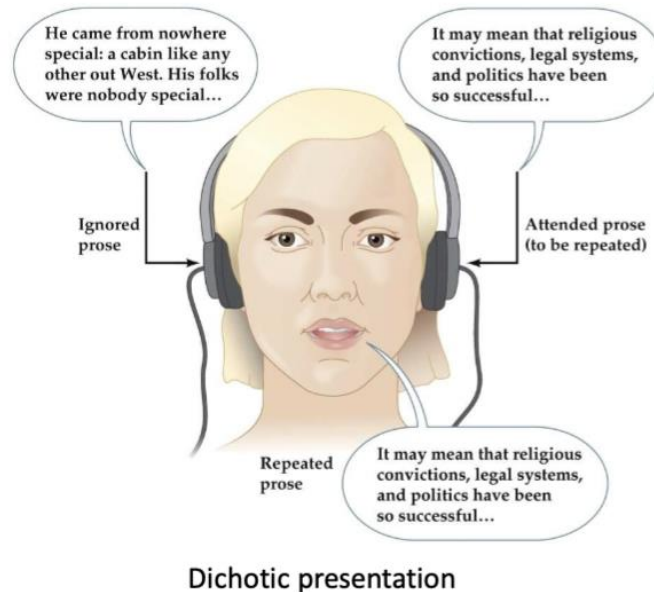 He came from nowhere
special: a cabin like any
other out West. His folks
were nobody special…
It may mean that religious
convictions, legal systems,
and politics have been
so successful…
Ignored
prose
Attended prose
(to be repeated)
Repeated
prose
It may mean that religious
convictions, legal systems,
and politics have been
so successful…
Dichotic presentation